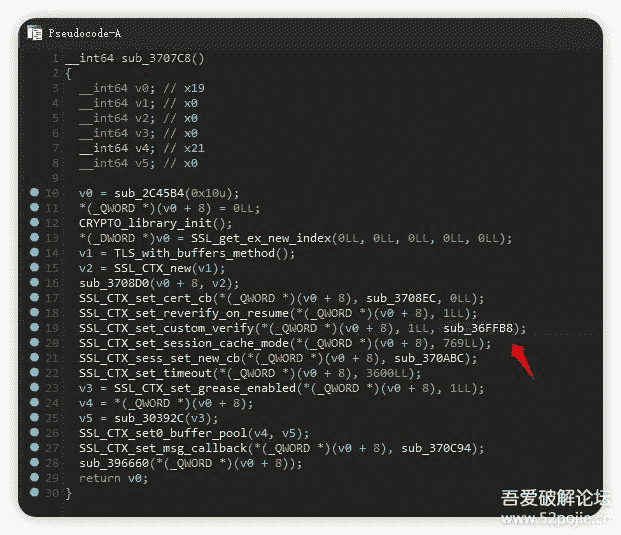 Pseudocode-A
1 __int64 sub_3707C8()
2 {
3 __int64 v0; // x19
4 __int64 v1; // x0
5 __int64 v2; // x0
6 __int64 v3; // x0
7 __int64 v4; // x21
8 __int64 v5; // x0
9
10 v0 = sub_2C45B4(0x10u);
11 *(_QWORD *)(v0 + 8) = 0LL;
12 CRYPTO_library_init();
13 *(_DWORD *)v0 = SSL_get_ex_new_index(0LL, 0LL, 0LL, 0LL, 0LL);
14 v1 = TLS_with_buffers_method();
15 v2 = SSL_CTX_new(v1);
16 sub_3708D0(v0 + 8, v2);
17 SSL_CTX_set_cert_cb(*(_QWORD *)(v0 + 8), sub_3708EC, 0LL);
18 SSL_CTX_set_reverify_on_resume(*(_QWORD *)(v0 + 8), 1LL);
19 SSL_CTX_set_custom_verify(*(_QWORD *)(v0 + 8), 1LL, sub_36FFB8);
20 SSL_CTX_set_session_cache_mode(*(_QWORD *)(v0 + 8), 769LL);
21 SSL_CTX_sess_set_new_cb(*(_QWORD *)(v0 + 8), sub_370ABC);
22 SSL_CTX_set_timeout(*(_QWORD *)(v0 + 8), 3600LL);
23 v3 = SSL_CTX_set_grease_enabled(*(_QWORD *)(v0 + 8), 1LL);
24 v4 = *(_QWORD *)(v0 + 8);
25 v5 = sub_30392C(v3);
26 SSL_CTX_set0_buffer_pool(v4, v5);
27 SSL_CTX_set_msg_callback(*(_QWORD *)(v0 + 8), sub_370C94);
28 sub_396660(*(_QWORD *)(v0 + 8));
29 return v0;
30 }
吾爱破解论坛
www.52pojie.cn